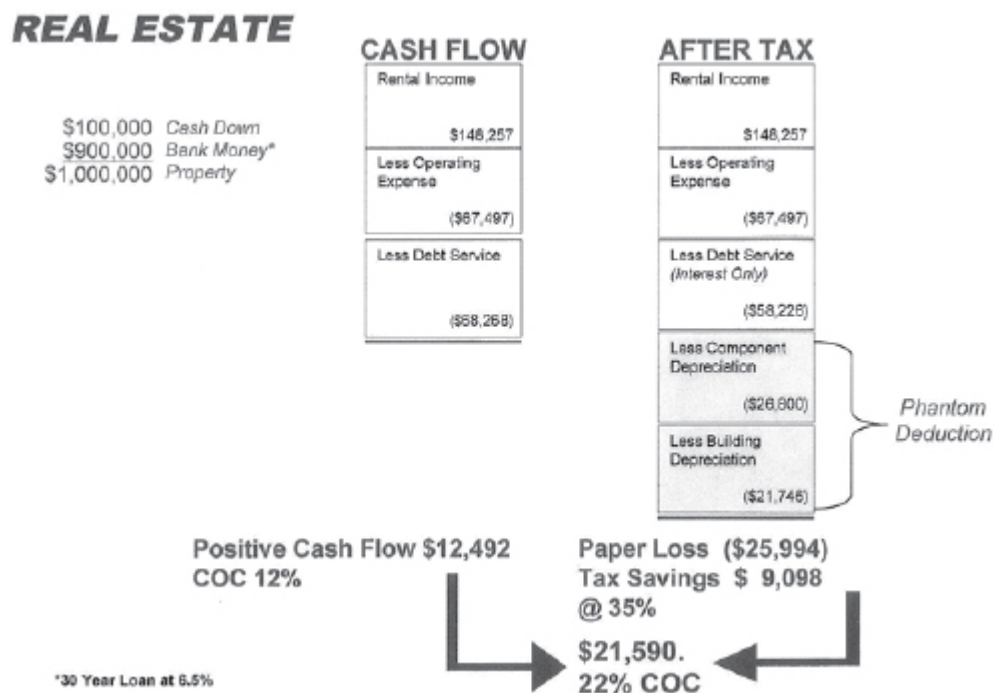 REAL ESTATE
$100,000 Cash Down
$900,000 Bank Money*
$1,000,000 Property
CASH FLOW
Rental Income
$148,257
Less Operating
Expense
($67,497)
Less Debt Service
($68,268)
AFTER TAX
Rental Income
$148,257
Less Operating
Expense
($67,497)
Less Debt Service
(Interest Only)
($58,226)
Less Component
Depreciation
($26,800)
Less Building
Depreciation
($21,746)
Phantom
Deduction
Positive Cash Flow $12,492
COC 12%
Paper Loss ($25,994)
Tax Savings $ 9,098
@ 35%
$21,590.
22% COC
*30 Year Loan at 6.5%